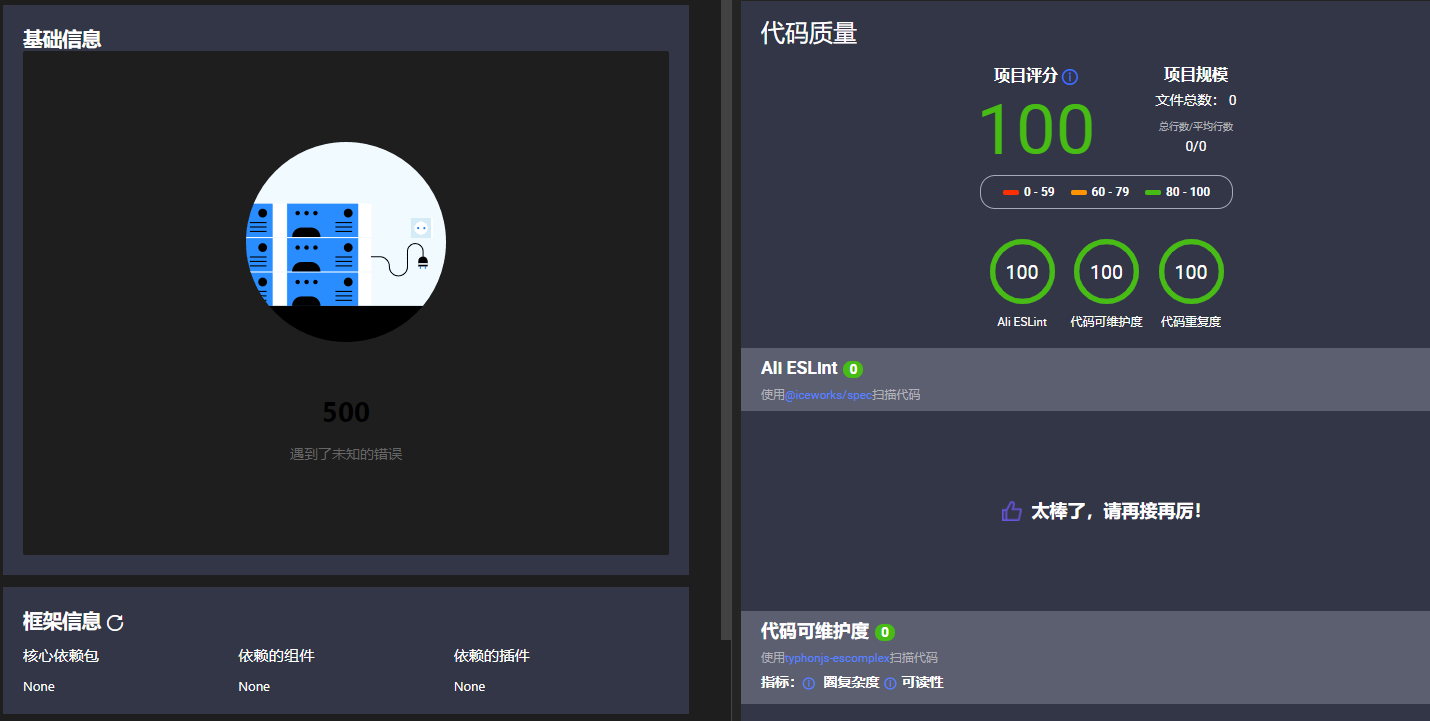 基础信息
500
遇到了未知的错误
框架信息
核心依赖包 依赖的组件 依赖的插件
None None None
代码质量
项目评分 项目规模
100
文件总数： 0
总行数/平均行数
0/0
0 - 59 60 - 79 80 - 100
100 100 100
Ali ESLint 代码可维护度 代码重复度
Ali ESLint 0
使用@iceworks/spec扫描代码
太棒了，请再接再厉！
代码可维护度 0
使用typhonjs-escomplex扫描代码
指标： 圈复杂度 可读性